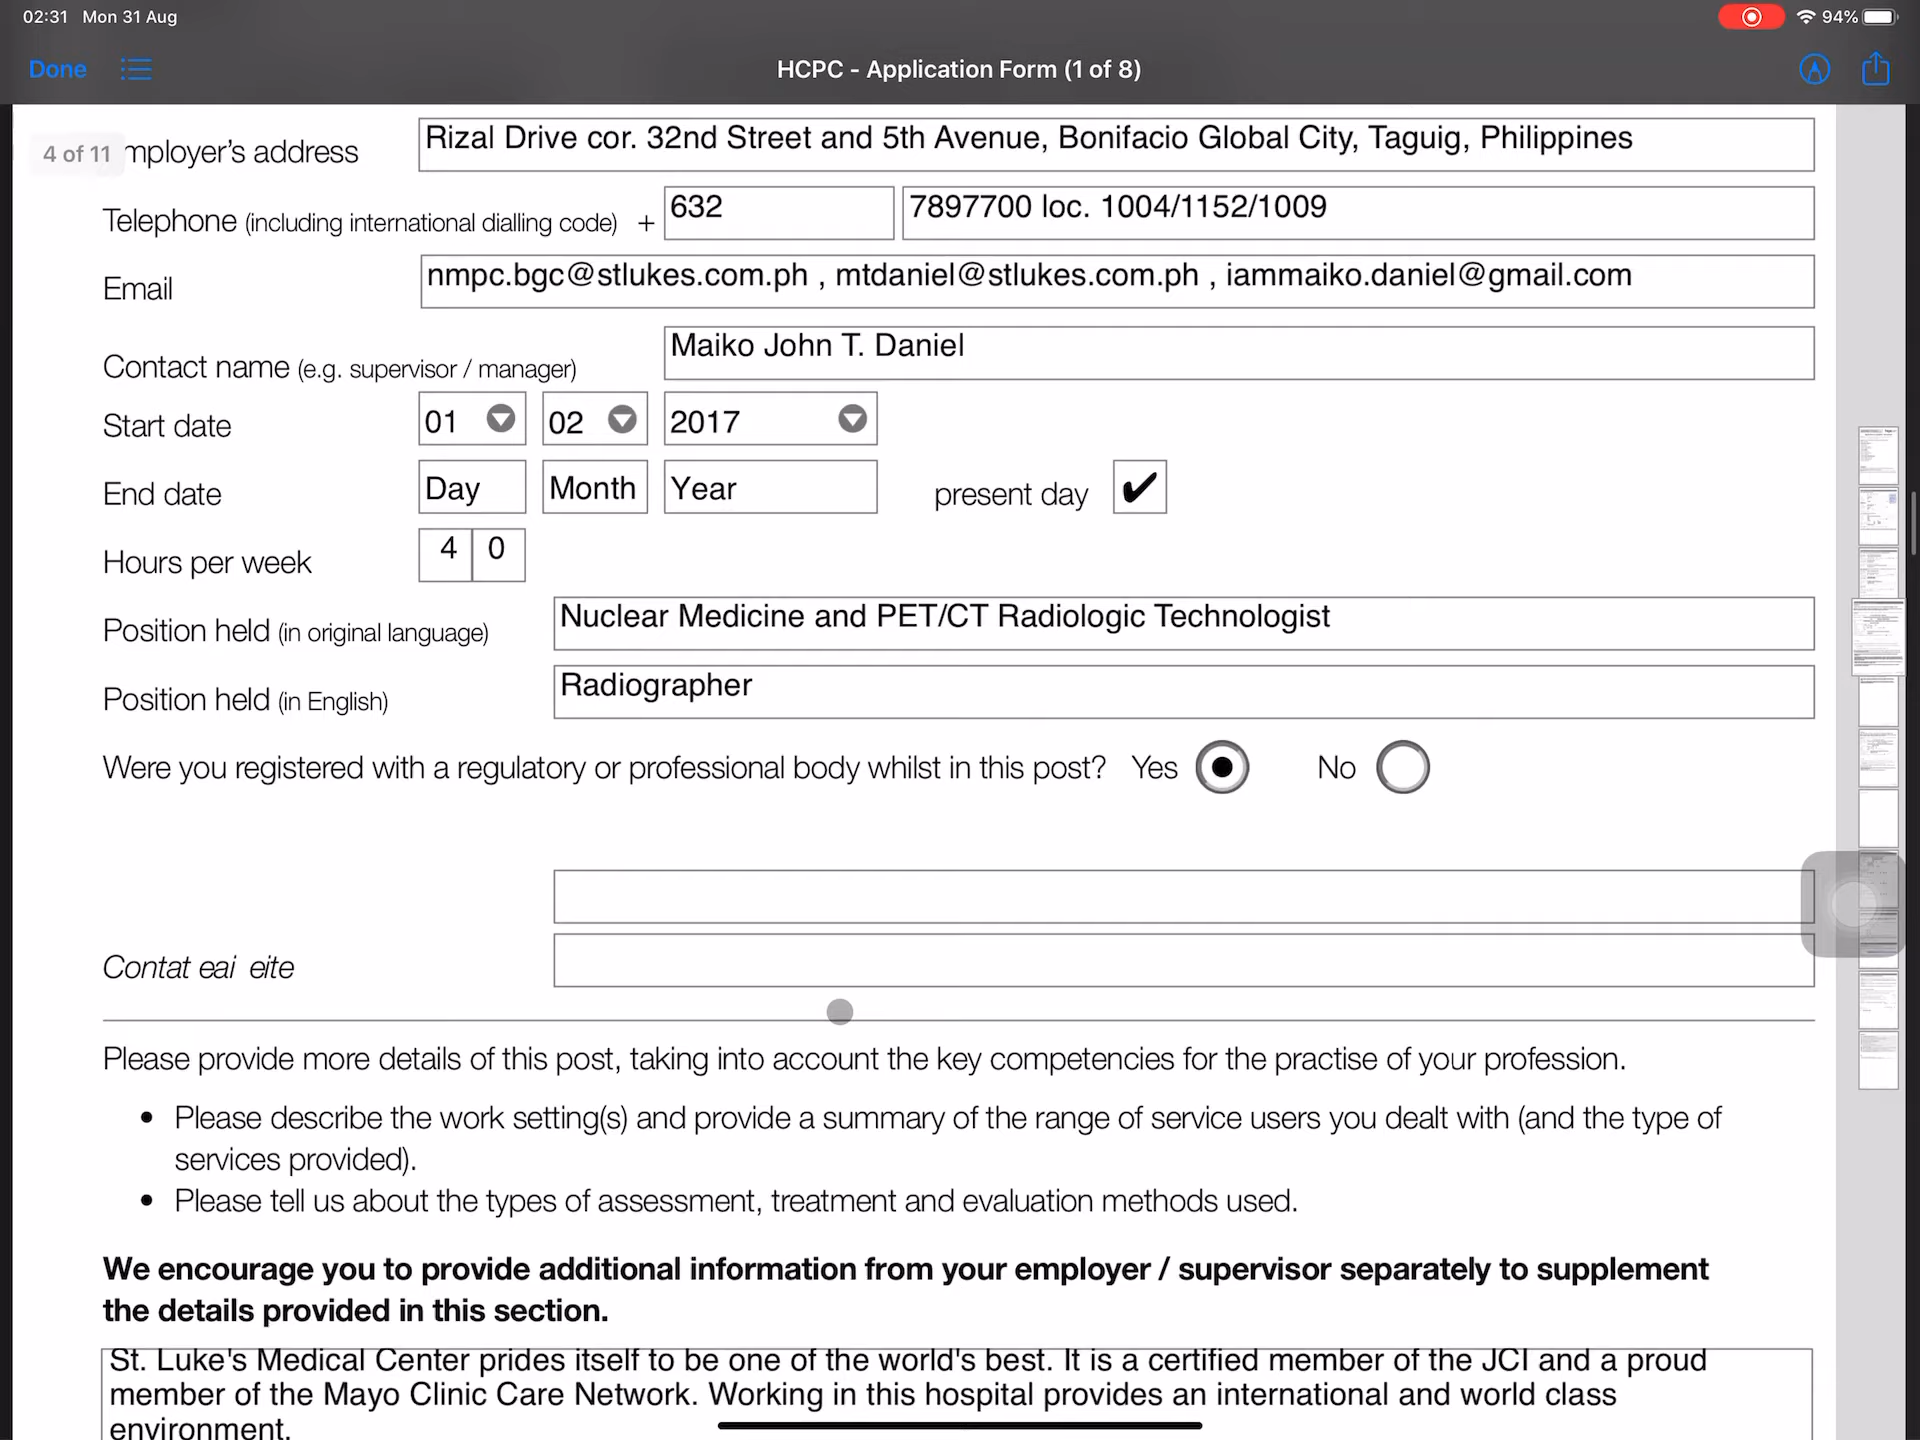 02:31 Mon 31 Aug
94%
Done
HCPC - Application Form (1 of 8)
4 of 11
mployer's address
Rizal Drive cor. 32nd Street and 5th Avenue, Bonifacio Global City, Taguig, Philippines
Telephone (including international dialling code) + 632 7897700 loc. 1004/1152/1009
Email nmpc.bgc@stlukes.com.ph , mtdaniel@stlukes.com.ph , iammaiko.daniel@gmail.com
Contact name (e.g. supervisor / manager) Maiko John T. Daniel
Start date 01 02 2017
End date Day Month Year present day ✔
Hours per week 4 0
Position held (in original language) Nuclear Medicine and PET/CT Radiologic Technologist
Position held (in English) Radiographer
Were you registered with a regulatory or professional body whilst in this post? Yes No
Contat eai eite
Please provide more details of this post, taking into account the key competencies for the practise of your profession.
• Please describe the work setting(s) and provide a summary of the range of service users you dealt with (and the type of
services provided).
• Please tell us about the types of assessment, treatment and evaluation methods used.
We encourage you to provide additional information from your employer / supervisor separately to supplement
the details provided in this section.
St. Luke's Medical Center prides itself to be one of the world's best. It is a certified member of the JCI and a proud
member of the Mayo Clinic Care Network. Working in this hospital provides an international and world class
environment.